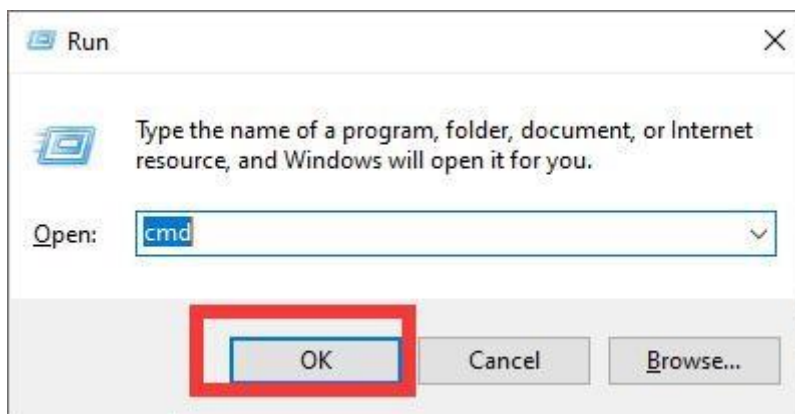 Run
Type the name of a program, folder, document, or Internet
resource, and Windows will open it for you.
Open: cmd
OK Cancel Browse...